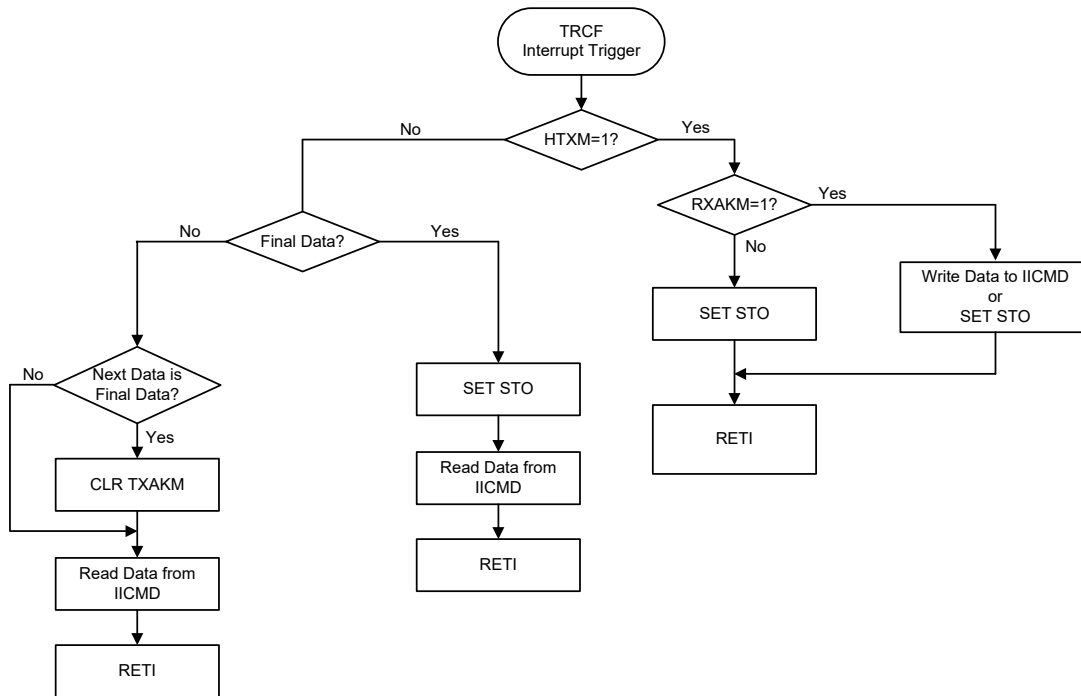 TRCF
Interrupt Trigger
No
HTXM=1?
Yes
RXAKM=1?
Yes
No
Final Data?
Yes
No
Write Data to IICMD
or
SET STO
SET STO
No
Next Data is
Final Data?
SET STO
RETI
Yes
CLR TXAKM
Read Data from
IICMD
RETI
Read Data from
IICMD
RETI